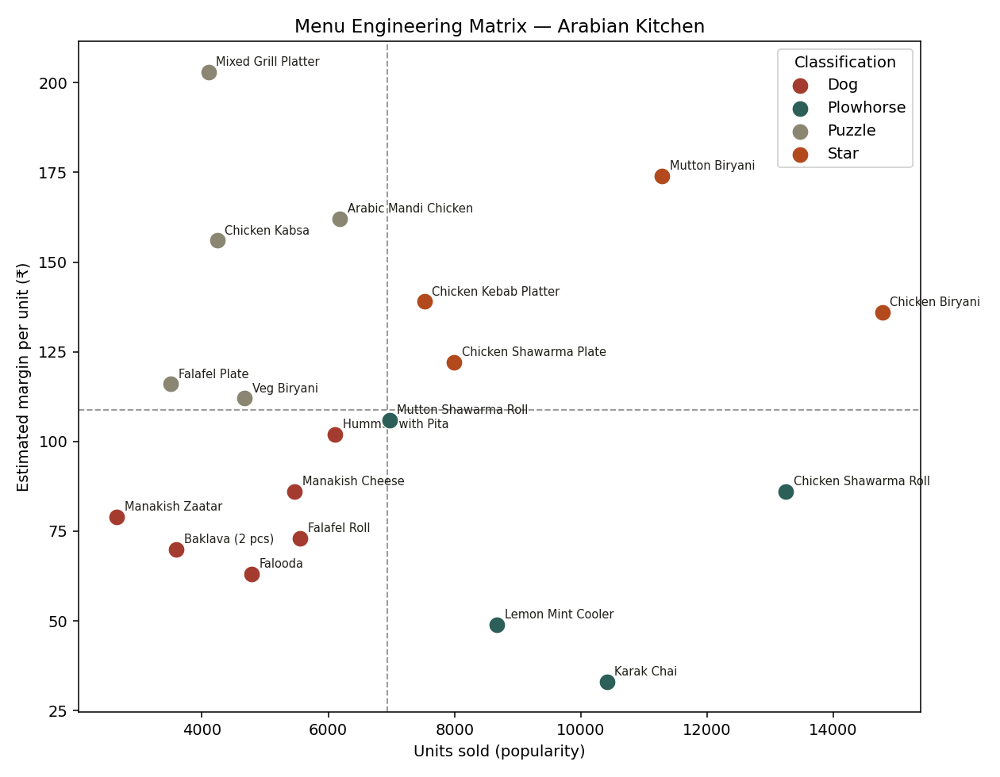 Menu Engineering Matrix — Arabian Kitchen
Classification
Dog
Plowhorse
Puzzle
Star
Mixed Grill Platter
Mutton Biryani
Arabic Mandi Chicken
Chicken Kabsa
Chicken Kebab Platter
Chicken Biryani
Chicken Shawarma Plate
Falafel Plate
Veg Biryani
Mutton Shawarma Roll
with Pita
Manakish Cheese
Chicken Shawarma Roll
Manakish Zaatar
Falafel Roll
Baklava (2 pcs)
Falooda
Lemon Mint Cooler
Karak Chai
200
175
150
125
100
75
50
25
Estimated margin per unit (₹)
4000
6000
8000
10000
12000
14000
Units sold (popularity)